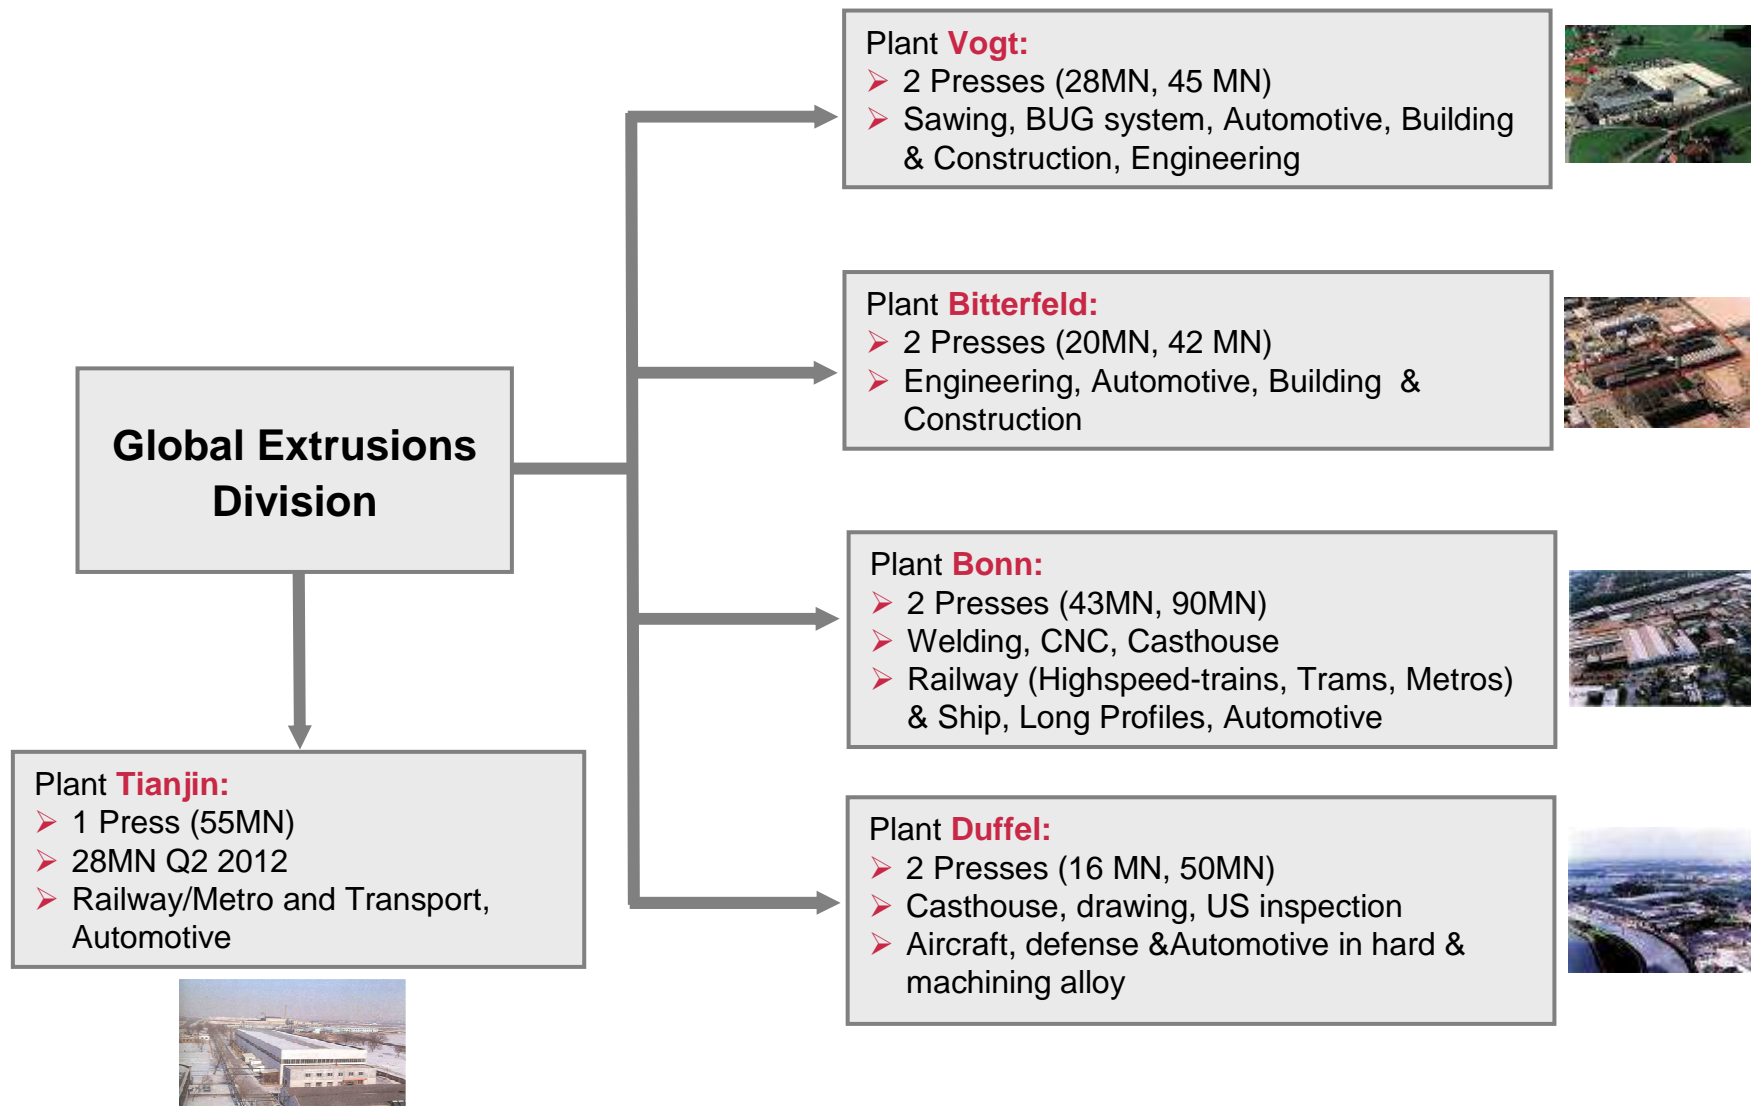 Plant Vogt:
➢ 2 Presses (28MN, 45 MN)
➢ Sawing, BUG system, Automotive, Building
& Construction, Engineering
Plant Bitterfeld:
➢ 2 Presses (20MN, 42 MN)
➢ Engineering, Automotive, Building  &
Construction
Global Extrusions
Division
Plant Bonn:
➢ 2 Presses (43MN, 90MN)
➢ Welding, CNC, Casthouse
➢ Railway (Highspeed-trains, Trams, Metros)
& Ship, Long Profiles, Automotive
Plant Tianjin:
➢ 1 Press (55MN)
➢ 28MN Q2 2012
➢ Railway/Metro and Transport,
Automotive
Plant Duffel:
➢ 2 Presses (16 MN, 50MN)
➢ Casthouse, drawing, US inspection
➢ Aircraft, defense &Automotive in hard &
machining alloy